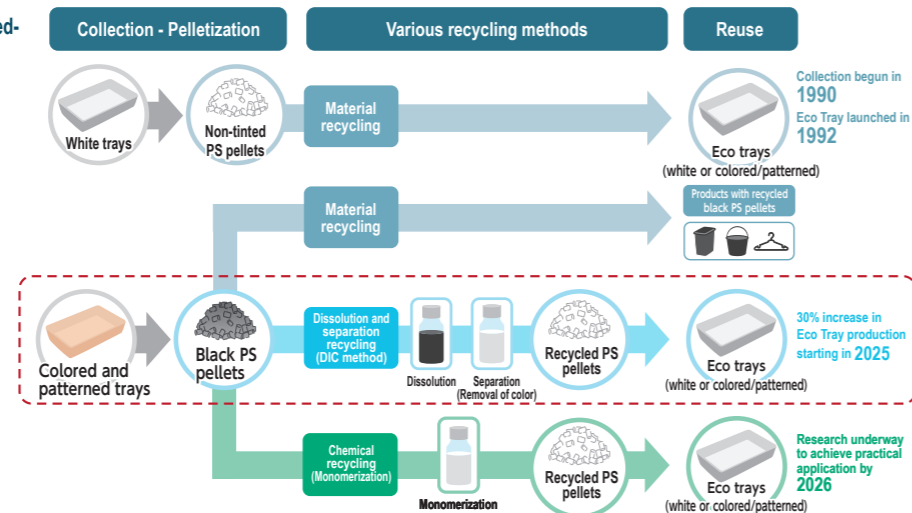 ed-
Collection - Pelletization
Various recycling methods
Reuse
White trays
Non-tinted
PS pellets
Material
recycling
Eco trays
(white or colored/patterned)
Collection begun in
1990
Eco Tray launched in
1992
Material
recycling
Products with recycled
black PS pellets
Colored and
patterned trays
Black PS
pellets
Dissolution and
separation
recycling
(DIC method)
Dissolution
Separation
(Removal of color)
Recycled PS
pellets
Eco trays
(white or colored/patterned)
30% increase in
Eco Tray production
starting in 2025
Chemical
recycling
(Monomerization)
Monomerization
Recycled PS
pellets
Eco trays
(white or colored/patterned)
Research underway
to achieve practical
application by
2026